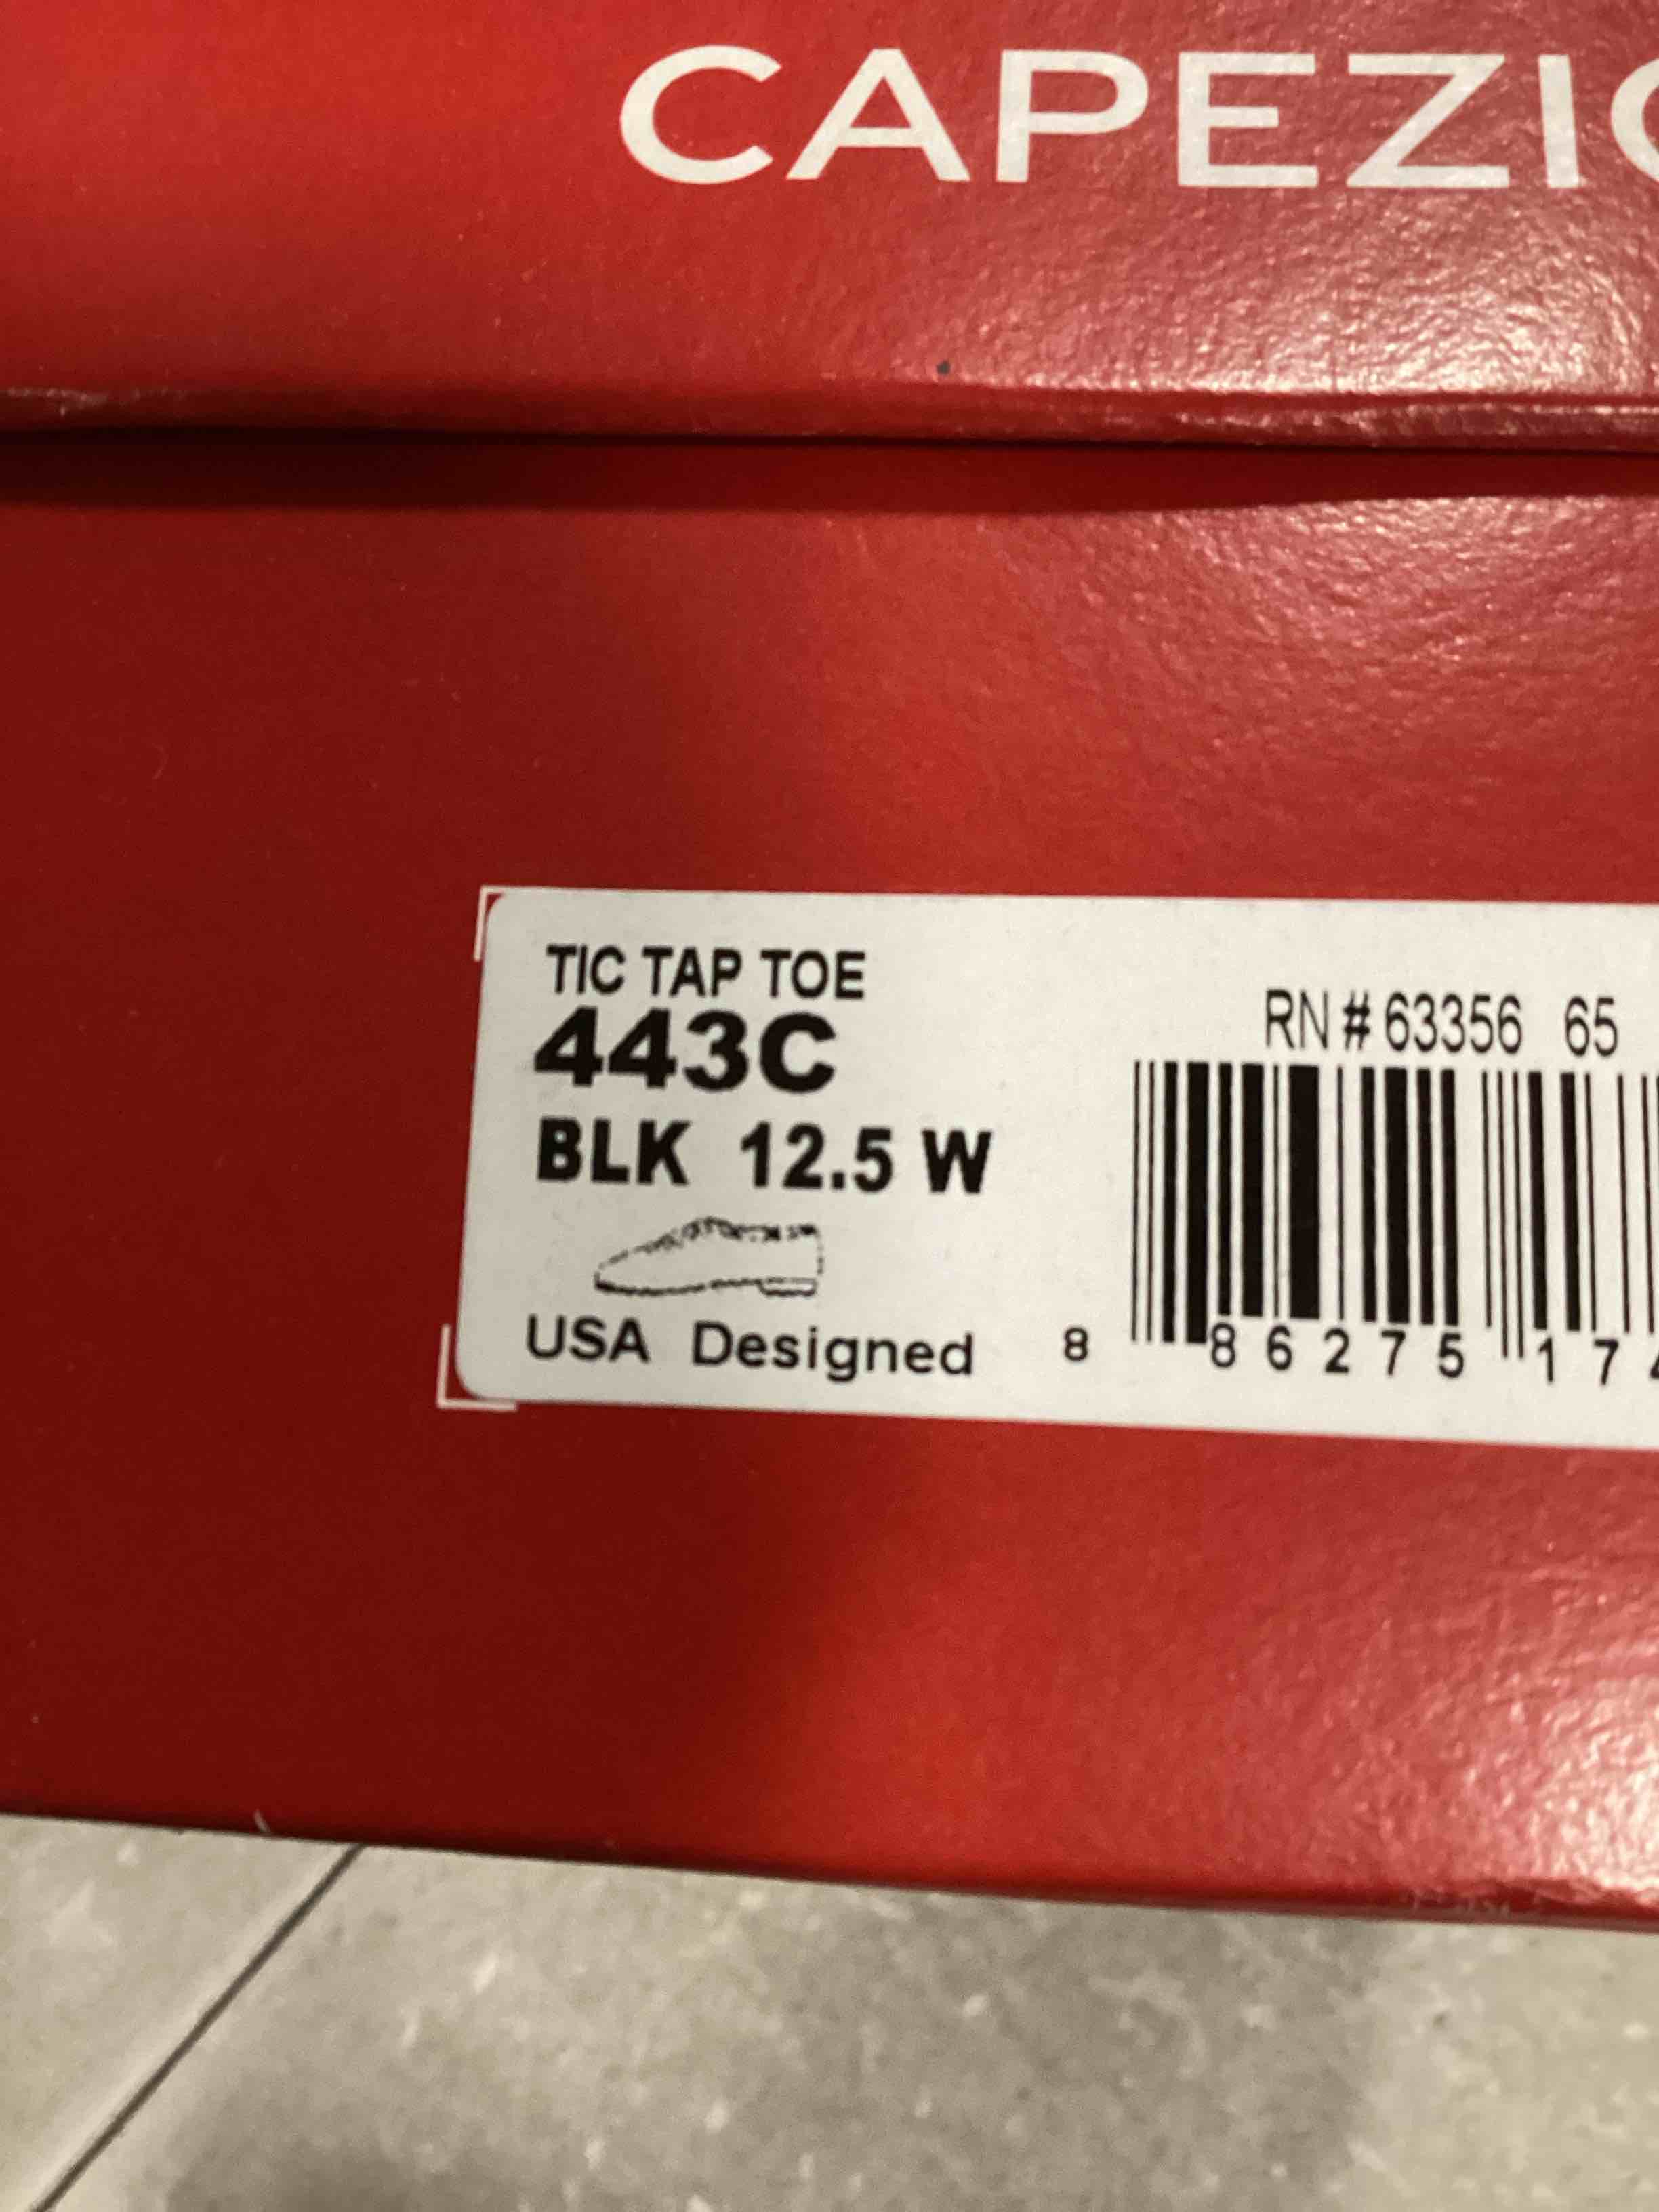 CAPEZIO
TIC TAP TOE
443C
BLK 12.5 W
USA Designed
RN # 63356 65
8 86275 17